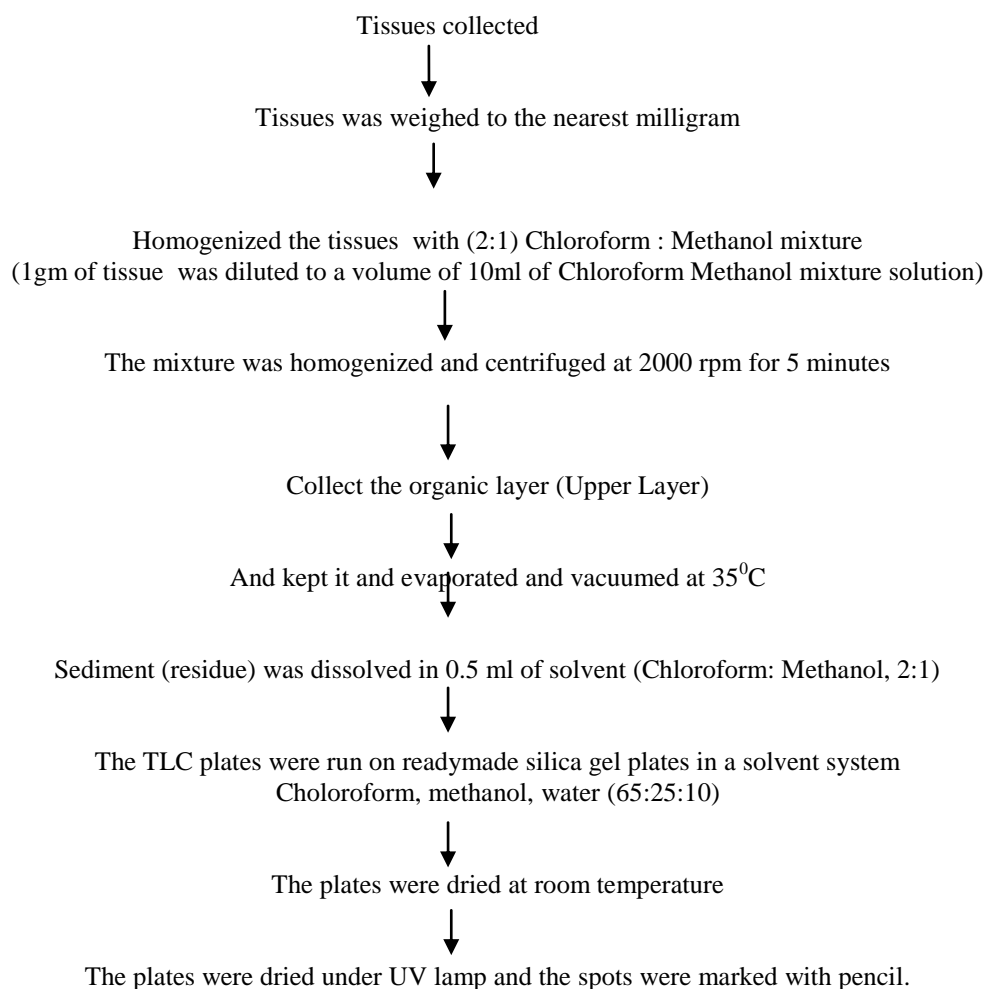 Tissues collected
Tissues was weighed to the nearest milligram
Homogenized the tissues with (2:1) Chloroform : Methanol mixture
(1gm of tissue was diluted to a volume of 10ml of Chloroform Methanol mixture solution)
The mixture was homogenized and centrifuged at 2000 rpm for 5 minutes
Collect the organic layer (Upper Layer)
And kept it and evaporated and vacuumed at 35⁰C
Sediment (residue) was dissolved in 0.5 ml of solvent (Chloroform: Methanol, 2:1)
The TLC plates were run on readymade silica gel plates in a solvent system
Choloroform, methanol, water (65:25:10)
The plates were dried at room temperature
The plates were dried under UV lamp and the spots were marked with pencil.